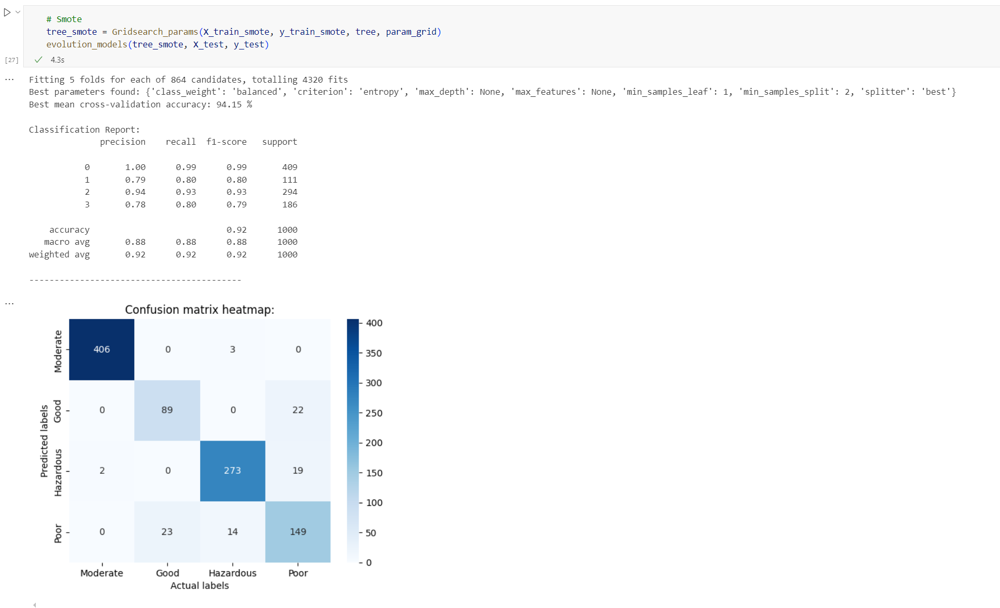 # Smote
tree_smote = Gridsearch_params(X_train_smote, y_train_smote, tree, param_grid)
evolution_models(tree_smote, X_test, y_test)
[27] 4.3s
... Fitting 5 folds for each of 864 candidates, totalling 4320 fits
Best parameters found: {'class_weight': 'balanced', 'criterion': 'entropy', 'max_depth': None, 'max_features': None, 'min_samples_leaf': 1, 'min_samples_split': 2, 'splitter': 'best'}
Best mean cross-validation accuracy: 94.15 %
Classification Report:
precision recall f1-score support
0 1.00 0.99 0.99 409
1 0.79 0.80 0.80 111
2 0.94 0.93 0.93 294
3 0.78 0.80 0.79 186
accuracy 0.92 1000
macro avg 0.88 0.88 0.88 1000
weighted avg 0.92 0.92 0.92 1000
------------------------------------------
...
Confusion matrix heatmap:
Predicted labels
Moderate 406 0 3 0
Good 0 89 0 22
Hazardous 2 0 273 19
Poor 0 23 14 149
Moderate Good Hazardous Poor
Actual labels
400
350
300
250
200
150
100
50
0